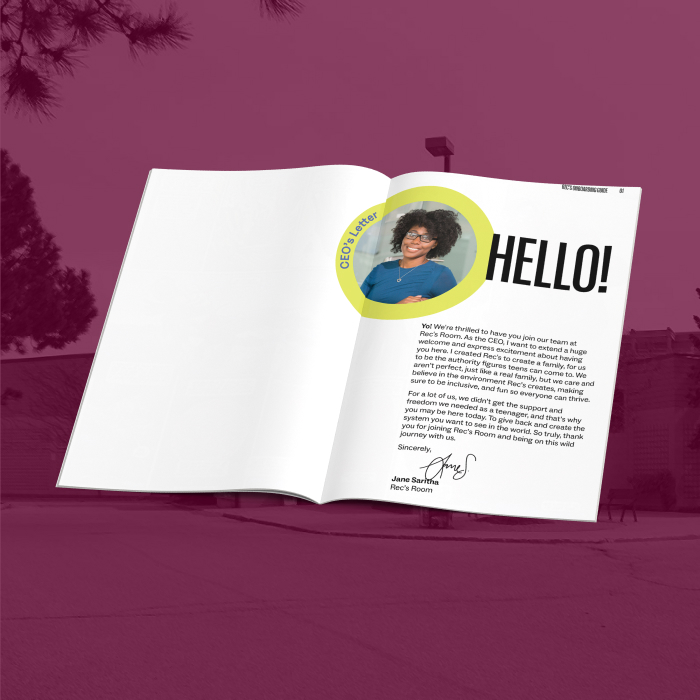 REC'S ONBOARDING GUIDE 01
CEO's Letter
HELLO!
Yo! We're thrilled to have you join our team at
Rec's Room. As the CEO, I want to extend a huge
welcome and express excitement about having
you here. I created Rec's to create a family, for us
to be the authority figures teens can come to. We
aren't perfect, just like a real family, but we care and
believe in the environment Rec's creates, making
sure to be inclusive, and fun so everyone can thrive.
For a lot of us, we didn't get the support and
freedom we needed as a teenager, and that's why
you may be here today. To give back and create the
system you want to see in the world. So truly, thank
you for joining Rec's Room and being on this wild
journey with us.
Sincerely,
Jane S
Jane Saritha
Rec's Room